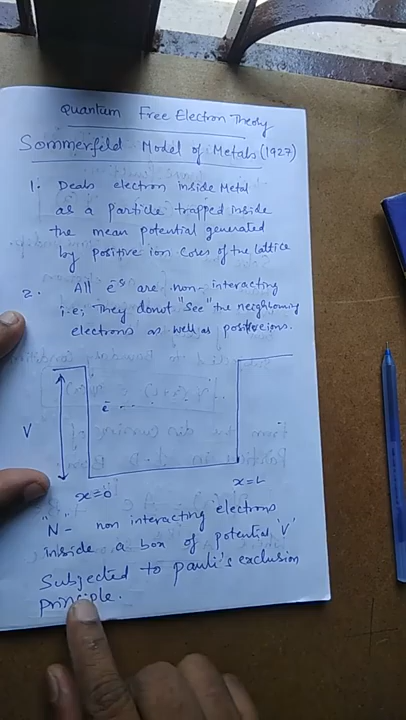 Quantum Free Electron Theory
Sommerfeld Model of Metals (1927)
1. Deals electron inside Metal
as a particle trapped inside
the mean potential generated
by positive ion cores of the lattice
2. All e⁻s are non-interacting
i.e; They do not "See" the neighbouring
electrons as well as positive ions.
e⁻ ...
V
x=0
x=L
"N" - non interacting electrons
inside a box of potential 'V'
Subjected to pauli's exclusion
principle.